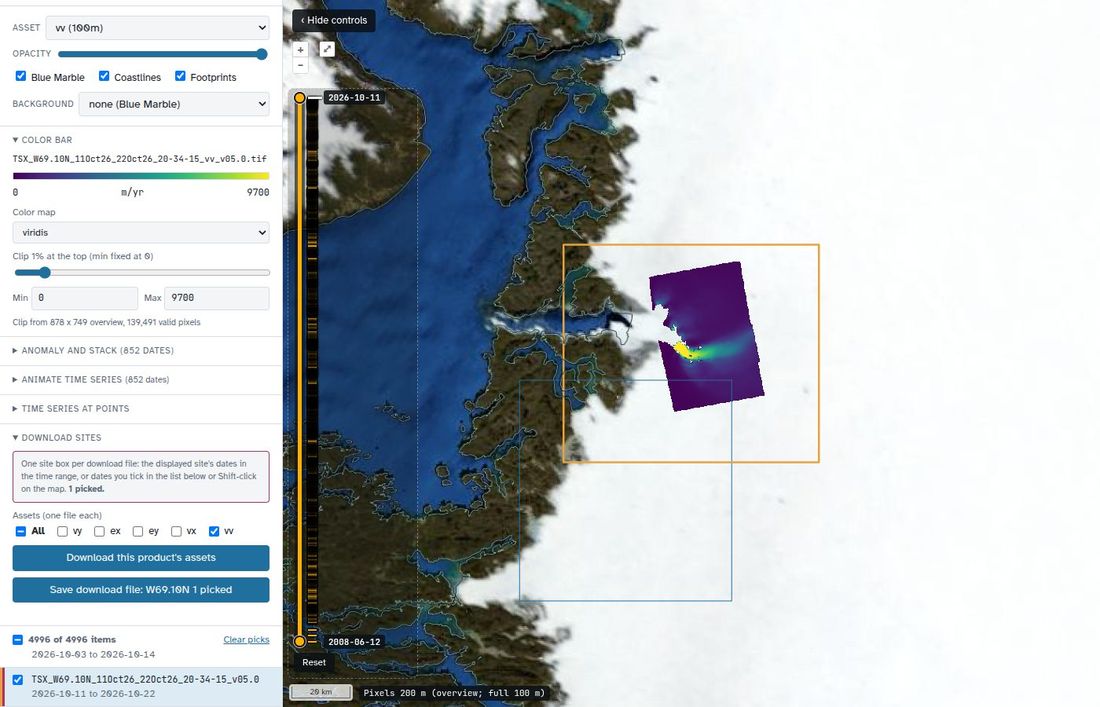 ASSET vv (100m)
OPACITY
Blue Marble Coastlines Footprints
BACKGROUND none (Blue Marble)
▼ COLOR BAR
TSX_W69.10N_11Oct26_22Oct26_20-34-15_vv_v05.0.tif
0 m/yr 9700
Color map
viridis
Clip 1% at the top (min fixed at 0)
Min 0 Max 9700
Clip from 878 x 749 overview, 139,491 valid pixels
▶ ANOMALY AND STACK (852 DATES)
▶ ANIMATE TIME SERIES (852 dates)
▶ TIME SERIES AT POINTS
▼ DOWNLOAD SITES
One site box per download file: the displayed site's dates in
the time range, or dates you tick in the list below or Shift-click
on the map. 1 picked.
Assets (one file each)
All vy ex ey vx vv
Download this product's assets
Save download file: W69.10N 1 picked
4996 of 4996 items Clear picks
2026-10-03 to 2026-10-14
TSX_W69.10N_11Oct26_22Oct26_20-34-15_v05.0
2026-10-11 to 2026-10-22
‹ Hide controls
+
−
2026-10-11
2008-06-12
Reset
20 km
Pixels 200 m (overview; full 100 m)